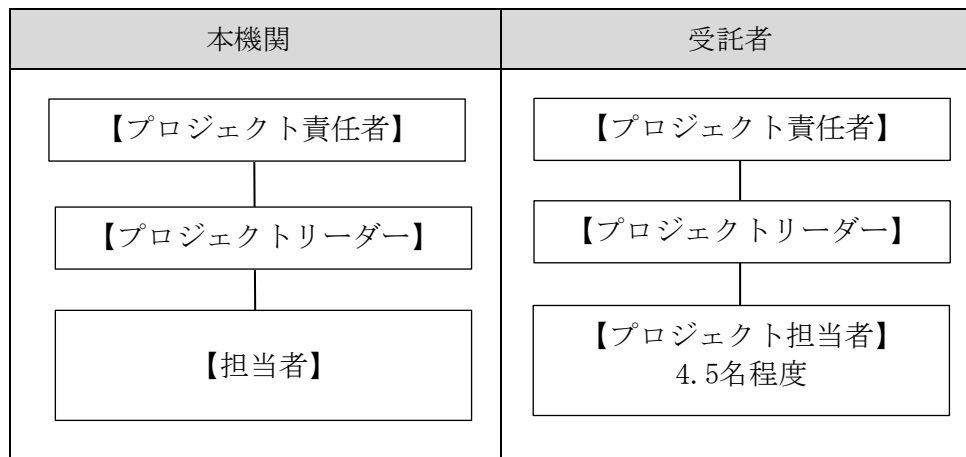 本機関
受託者
【プロジェクト責任者】
【プロジェクトリーダー】
【担当者】
【プロジェクト責任者】
【プロジェクトリーダー】
【プロジェクト担当者】
4.5名程度